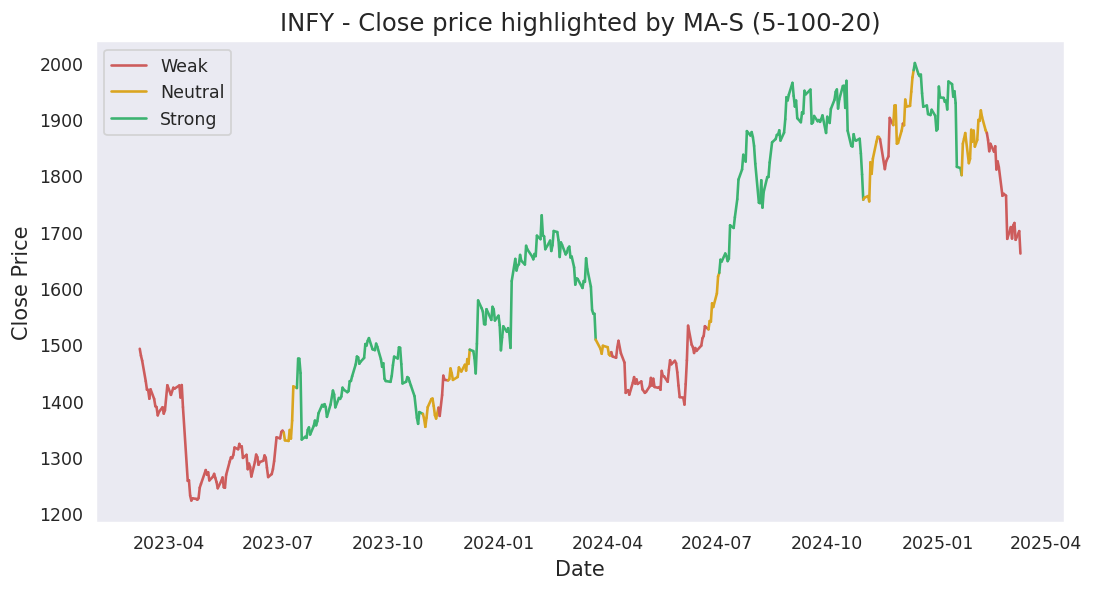 INFY - Close price highlighted by MA-S (5-100-20)
Weak
Neutral
Strong
2000
1900
1800
1700
1600
1500
1400
1300
1200
Close Price
2023-04 2023-07 2023-10 2024-01 2024-04 2024-07 2024-10 2025-01 2025-04
Date